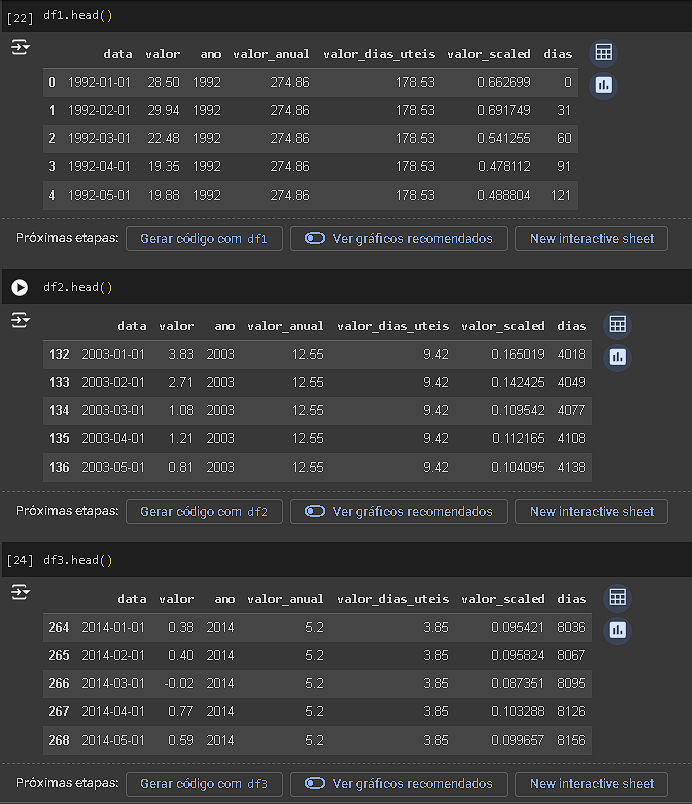 [22] df1.head()
data valor ano valor_anual valor_dias_uteis valor_scaled dias
0 1992-01-01 28.50 1992 274.86 178.53 0.662699 0
1 1992-02-01 29.94 1992 274.86 178.53 0.691749 31
2 1992-03-01 22.48 1992 274.86 178.53 0.541255 60
3 1992-04-01 19.35 1992 274.86 178.53 0.478112 91
4 1992-05-01 19.88 1992 274.86 178.53 0.488804 121
Próximas etapas: Gerar código com df1 Ver gráficos recomendados New interactive sheet
df2.head()
data valor ano valor_anual valor_dias_uteis valor_scaled dias
132 2003-01-01 3.83 2003 12.55 9.42 0.165019 4018
133 2003-02-01 2.71 2003 12.55 9.42 0.142425 4049
134 2003-03-01 1.08 2003 12.55 9.42 0.109542 4077
135 2003-04-01 1.21 2003 12.55 9.42 0.112165 4108
136 2003-05-01 0.81 2003 12.55 9.42 0.104095 4138
Próximas etapas: Gerar código com df2 Ver gráficos recomendados New interactive sheet
[24] df3.head()
data valor ano valor_anual valor_dias_uteis valor_scaled dias
264 2014-01-01 0.38 2014 5.2 3.85 0.095421 8036
265 2014-02-01 0.40 2014 5.2 3.85 0.095824 8067
266 2014-03-01 -0.02 2014 5.2 3.85 0.087351 8095
267 2014-04-01 0.77 2014 5.2 3.85 0.103288 8126
268 2014-05-01 0.59 2014 5.2 3.85 0.099657 8156
Próximas etapas: Gerar código com df3 Ver gráficos recomendados New interactive sheet